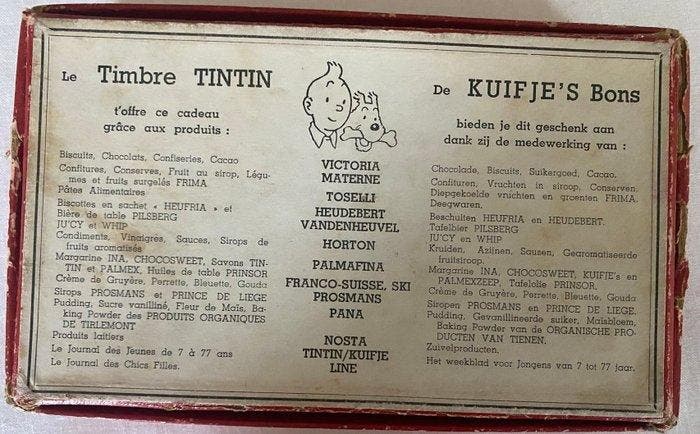 Le Timbre TINTIN
t'offre ce cadeau
grâce aux produits :
Biscuits, Chocolats, Confiseries, Cacao
Confitures, Conserves, Fruit au sirop, Légu-
mes et fruits surgelés FRIMA
Pâtes Alimentaires
Biscottes en sachet « HEUFRIA » et
Bière de table PILSBERG
JU'CY et WHIP
Condiments, Vinaigres, Sauces, Sirops de
fruits aromatisés
Margarine INA, CHOCOSWEET, Savons TIN-
TIN et PALMEX, Huiles de table PRINSOR
Crème de Gruyère, Perrette, Bleuette, Gouda
Sirops PROSMANS et PRINCE DE LIEGE
Pudding, Sucre vanilliné, Fleur de Maïs, Ba-
king Powder des PRODUITS ORGANIQUES
DE TIRLEMONT
Produits laitiers
Le Journal des Jeunes de 7 à 77 ans
Le Journal des Chics Filles.
VICTORIA
MATERNE
TOSELLI
HEUDEBERT
VANDENHEUVEL
HORTON
PALMAFINA
FRANCO-SUISSE, SKI
PROSMANS
PANA
NOSTA
TINTIN/KUIFJE
LINE
De KUIFJE'S Bons
bieden je dit geschenk aan
dank zij de medewerking van :
Chocolade, Biscuits, Suikergoed, Cacao.
Confituren, Vruchten in siroop, Conserven,
Diepgekoelde vruchten en groenten FRIMA.
Deegwaren.
Beschuiten HEUFRIA en HEUDEBERT.
Tafelbier PILSBERG
JU'CY en WHIP
Kruiden, Azijnen, Sausen, Gearomatiseerde
fruitsiroop.
Margarine INA, CHOCOSWEET, KUIFJE's en
PALMEXZEEP, Tafelolie PRINSOR.
Crème de Gruyère, Perrette, Bleuette, Gouda
Siropen PROSMANS en PRINCE DE LIEGE.
Pudding, Gevanillineerde suiker, Maïsbloem,
Baking Powder van de ORGANISCHE PRO-
DUCTEN VAN TIENEN.
Zuivelproducten.
Het weekblad voor Jongens van 7 tot 77 jaar.